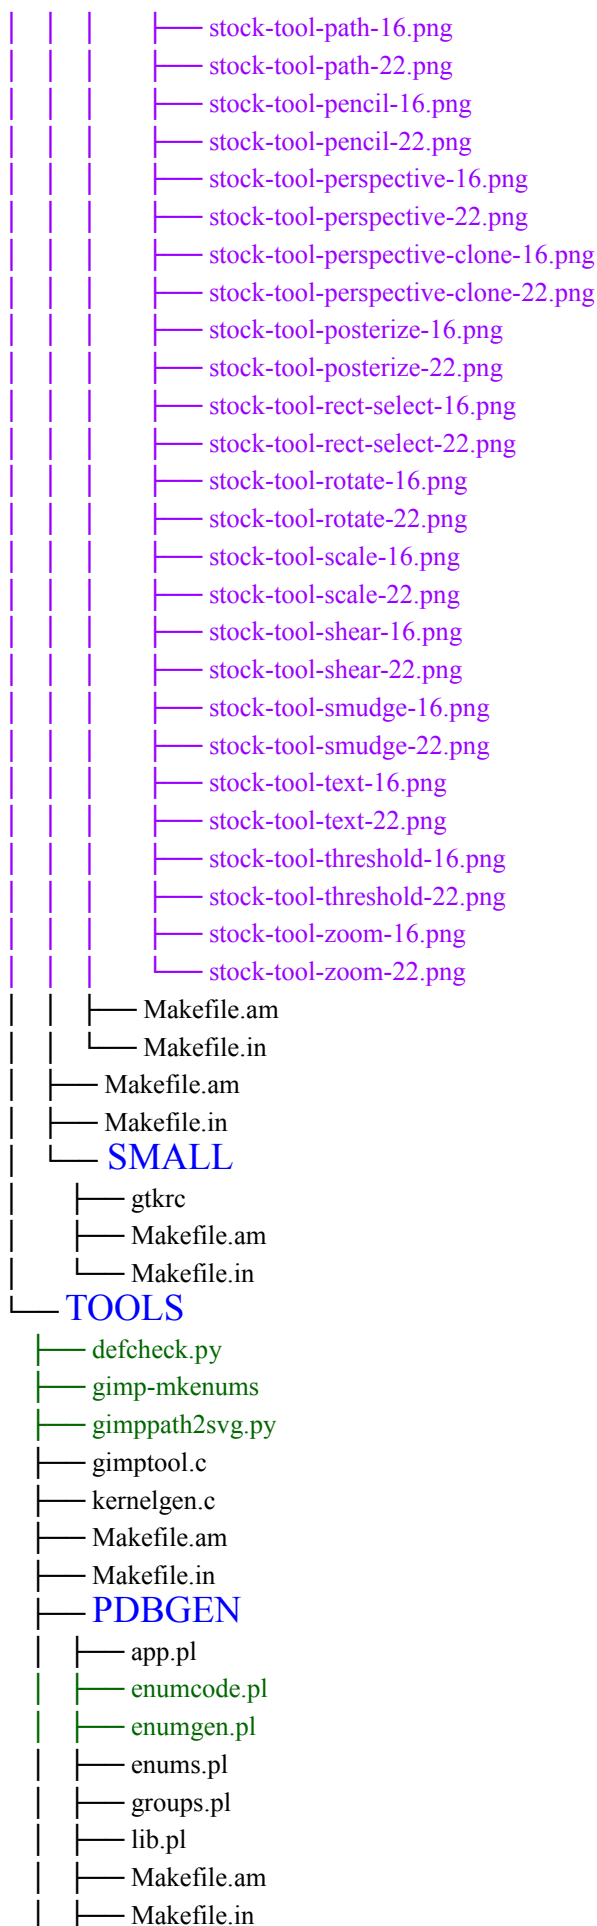 stock-tool-path-16.png
stock-tool-path-22.png
stock-tool-pencil-16.png
stock-tool-pencil-22.png
stock-tool-perspective-16.png
stock-tool-perspective-22.png
stock-tool-perspective-clone-16.png
stock-tool-perspective-clone-22.png
stock-tool-posterize-16.png
stock-tool-posterize-22.png
stock-tool-rect-select-16.png
stock-tool-rect-select-22.png
stock-tool-rotate-16.png
stock-tool-rotate-22.png
stock-tool-scale-16.png
stock-tool-scale-22.png
stock-tool-shear-16.png
stock-tool-shear-22.png
stock-tool-smudge-16.png
stock-tool-smudge-22.png
stock-tool-text-16.png
stock-tool-text-22.png
stock-tool-threshold-16.png
stock-tool-threshold-22.png
stock-tool-zoom-16.png
stock-tool-zoom-22.png
Makefile.am
Makefile.in
Makefile.am
Makefile.in
SMALL
gtkrc
Makefile.am
Makefile.in
TOOLS
defcheck.py
gimp-mkenums
gimppath2svg.py
gimptool.c
kernelgen.c
Makefile.am
Makefile.in
PDBGEN
app.pl
enumcode.pl
enumgen.pl
enums.pl
groups.pl
lib.pl
Makefile.am
Makefile.in